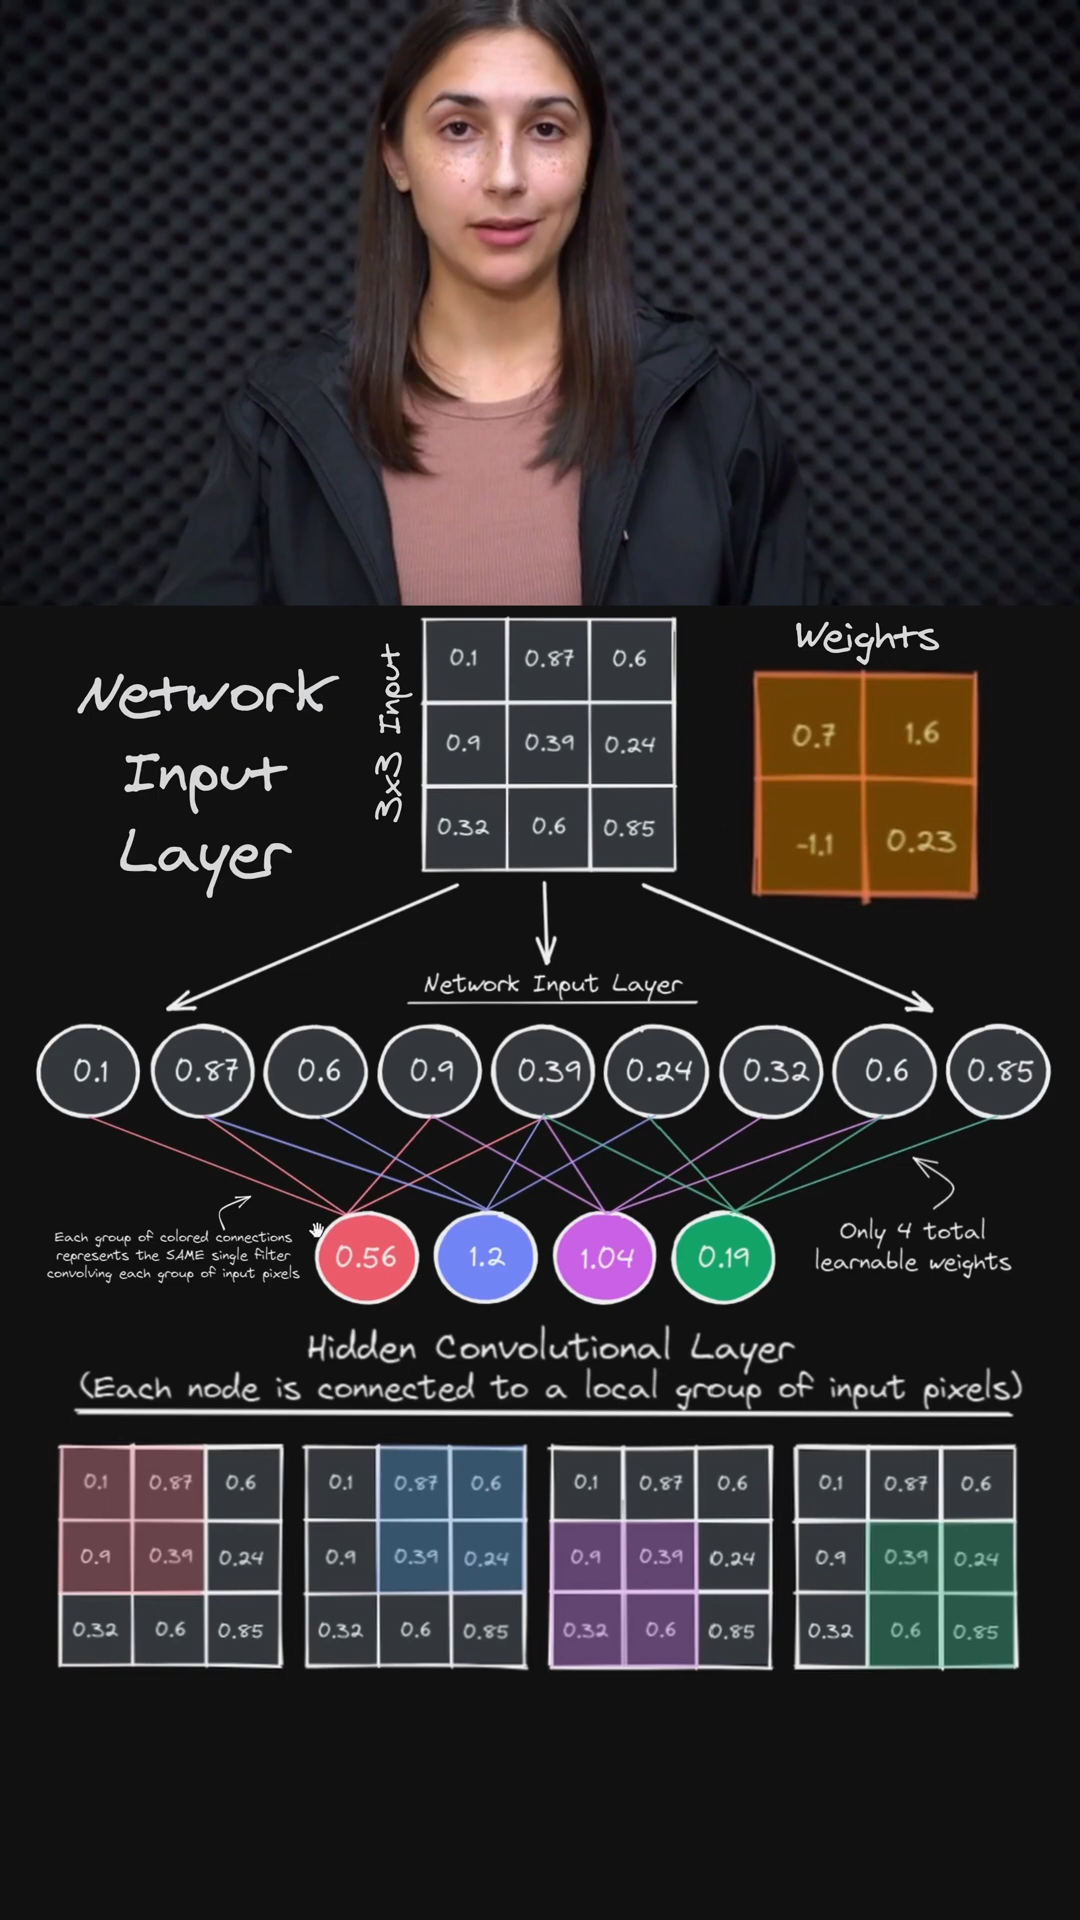 Network
Input
Layer
3x3 Input
0.1 0.87 0.6
0.9 0.39 0.24
0.32 0.6 0.85
Weights
0.7 1.6
-1.1 0.23
Network Input Layer
0.1 0.87 0.6 0.9 0.39 0.24 0.32 0.6 0.85
Each group of colored connections
represents the SAME single filter
convolving each group of input pixels
0.56 1.2 1.04 0.19
Only 4 total
learnable weights
Hidden Convolutional Layer
(Each node is connected to a local group of input pixels)
0.1 0.87 0.6
0.9 0.39 0.24
0.32 0.6 0.85
0.1 0.87 0.6
0.9 0.39 0.24
0.32 0.6 0.85
0.1 0.87 0.6
0.9 0.39 0.24
0.32 0.6 0.85
0.1 0.87 0.6
0.9 0.39 0.24
0.32 0.6 0.85